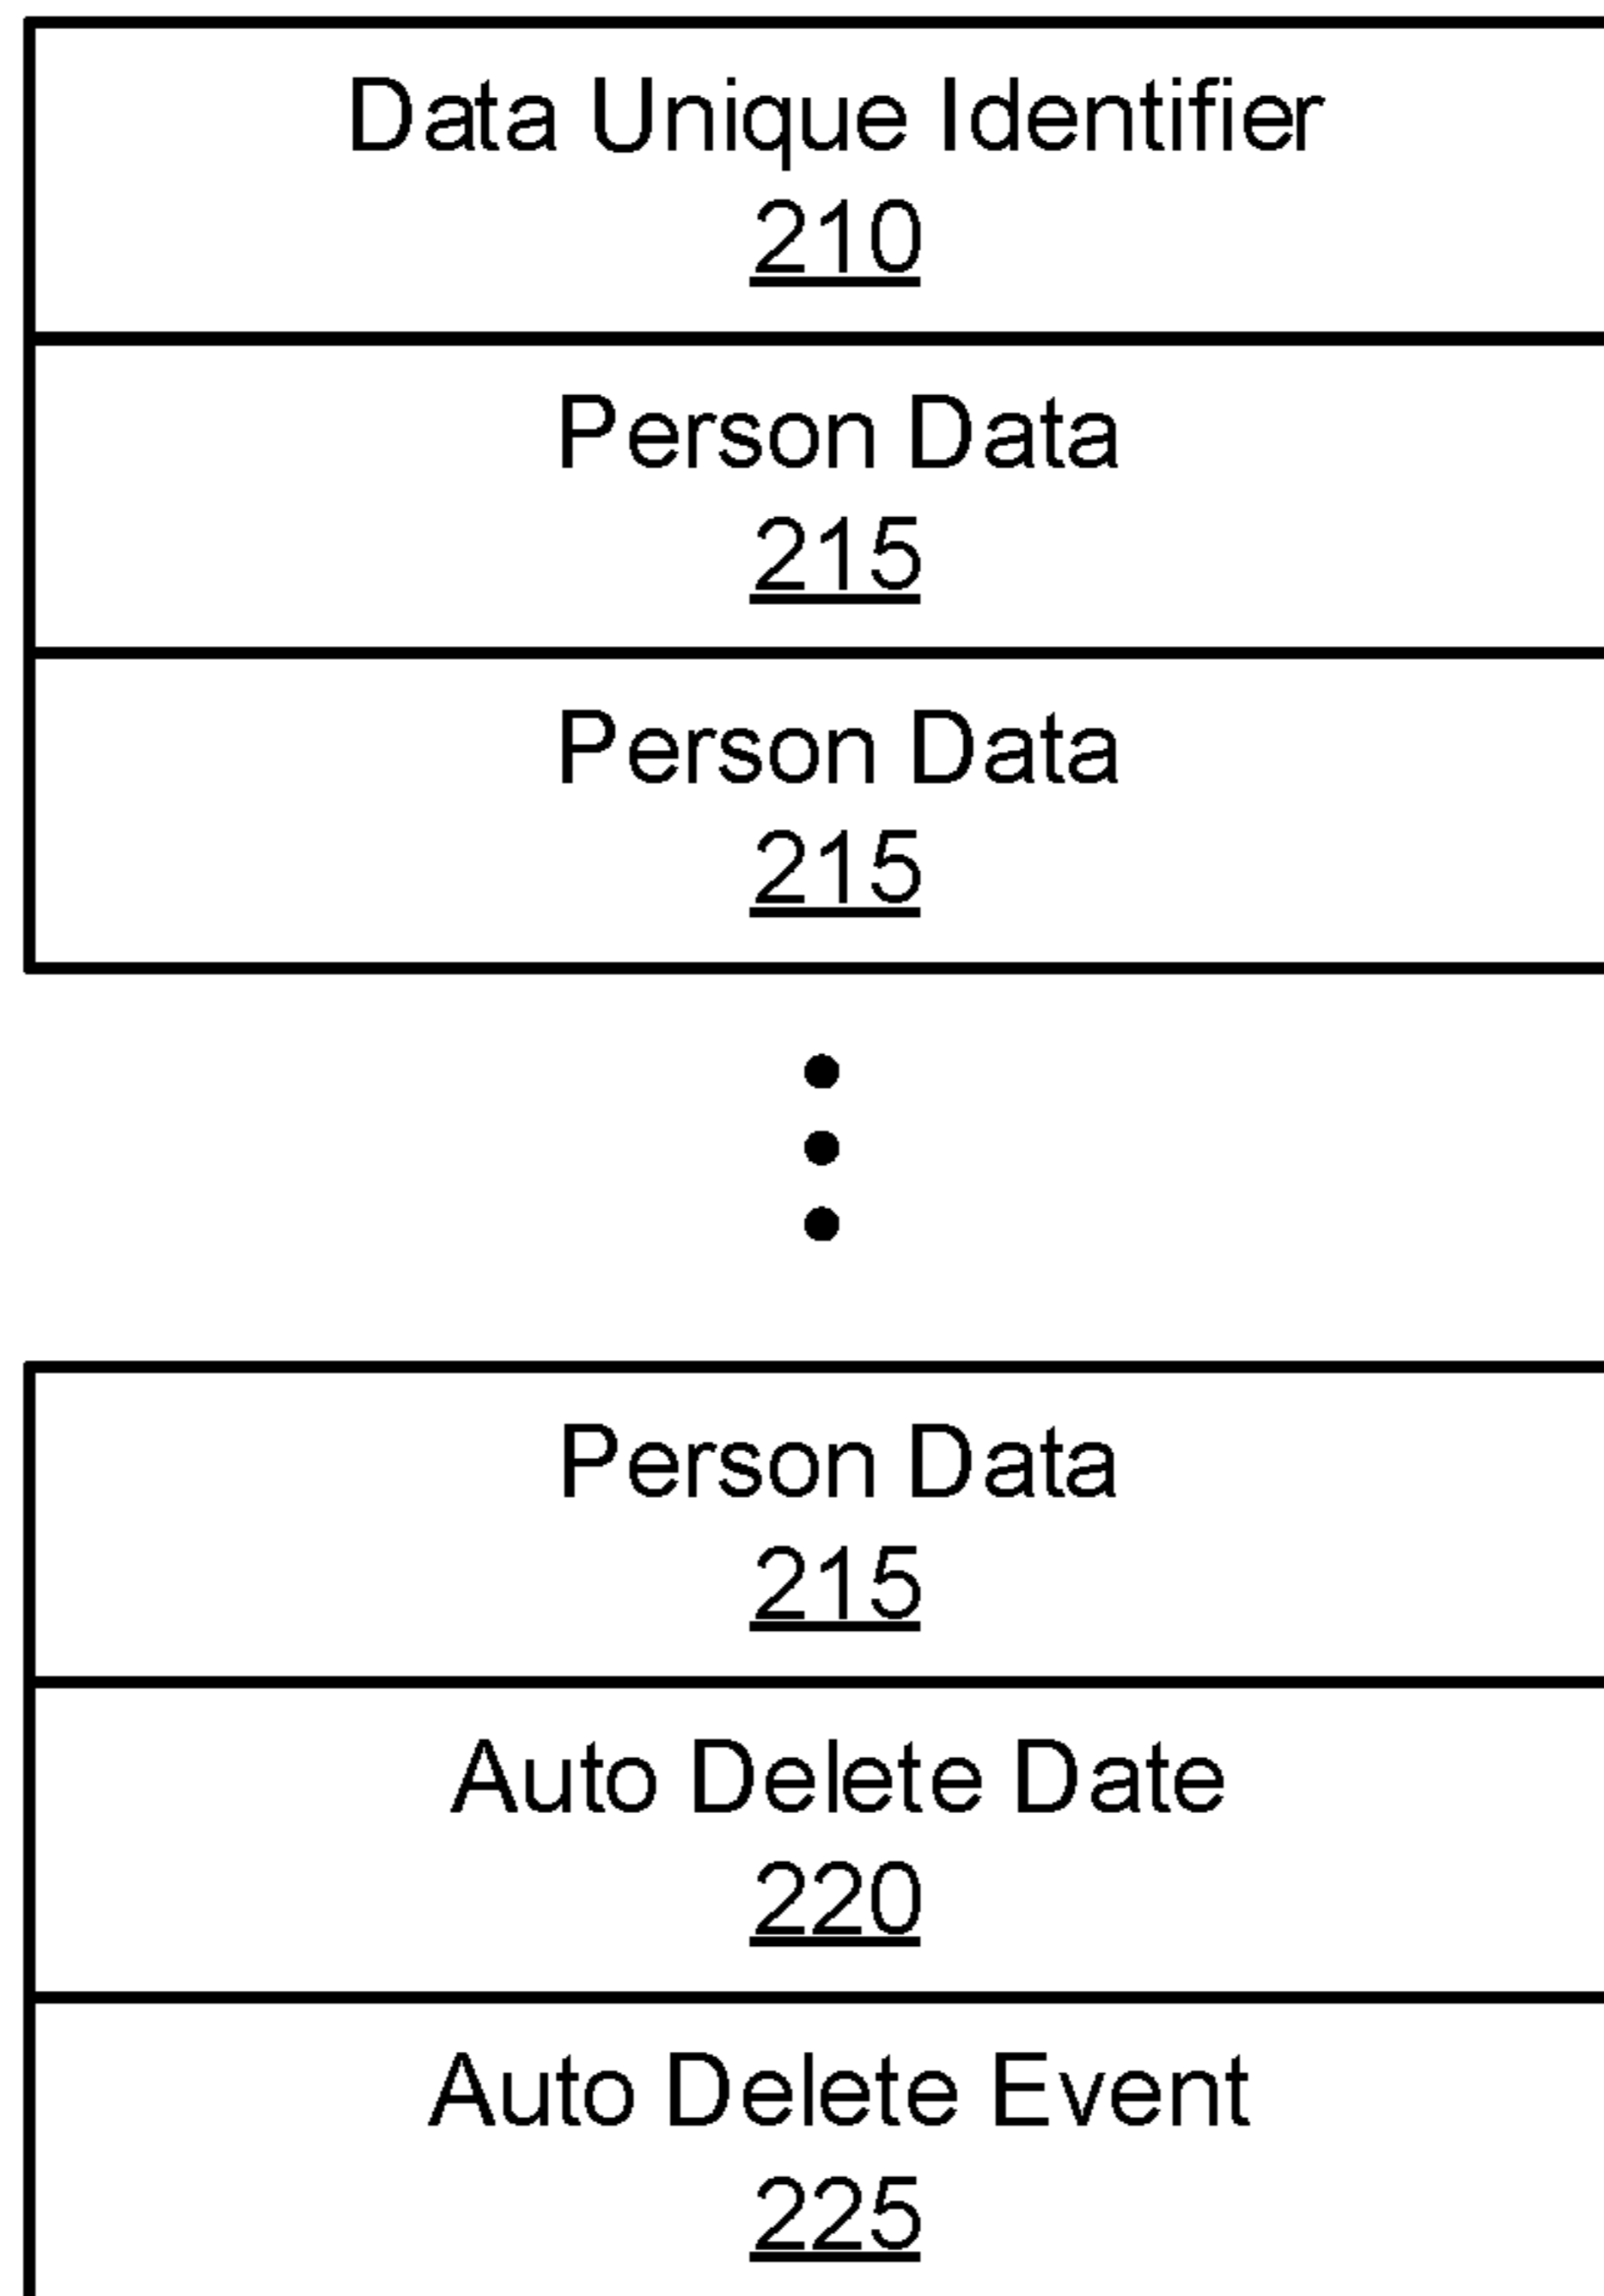 Data Unique Identifier
210
Person Data
215
Person Data
215
Person Data
215
Auto Delete Date
220
Auto Delete Event
225